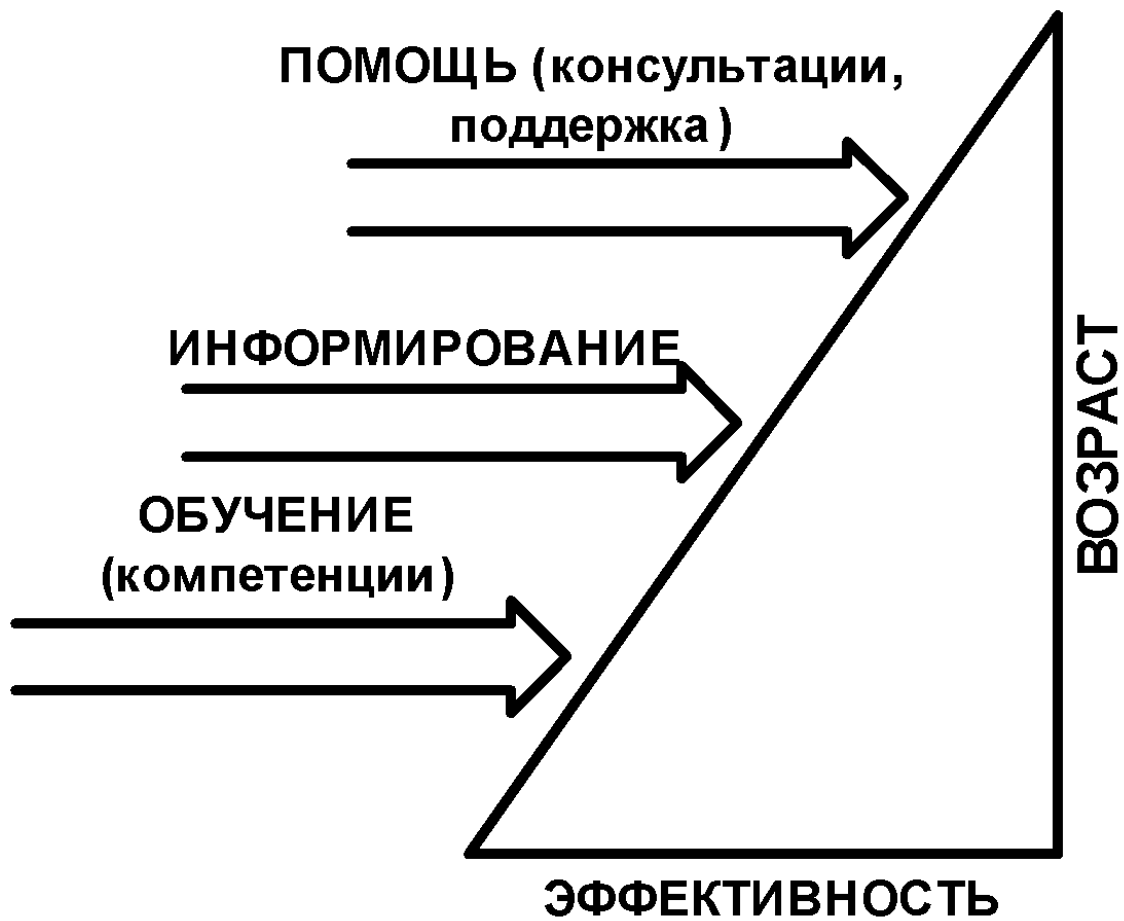 ПОМОЩЬ (консультации,
поддержка)
ИНФОРМИРОВАНИЕ
ОБУЧЕНИЕ
(компетенции)
ВОЗРАСТ
ЭФФЕКТИВНОСТЬ